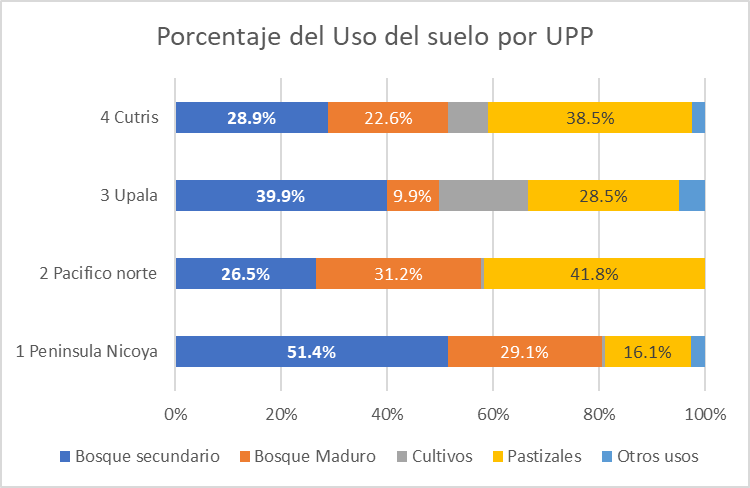 Porcentaje del Uso del suelo por UPP
4 Cutris 28.9% 22.6% 38.5%
3 Upala 39.9% 9.9% 28.5%
2 Pacifico norte 26.5% 31.2% 41.8%
1 Peninsula Nicoya 51.4% 29.1% 16.1%
0% 20% 40% 60% 80% 100%
Bosque secundario Bosque Maduro Cultivos Pastizales Otros usos